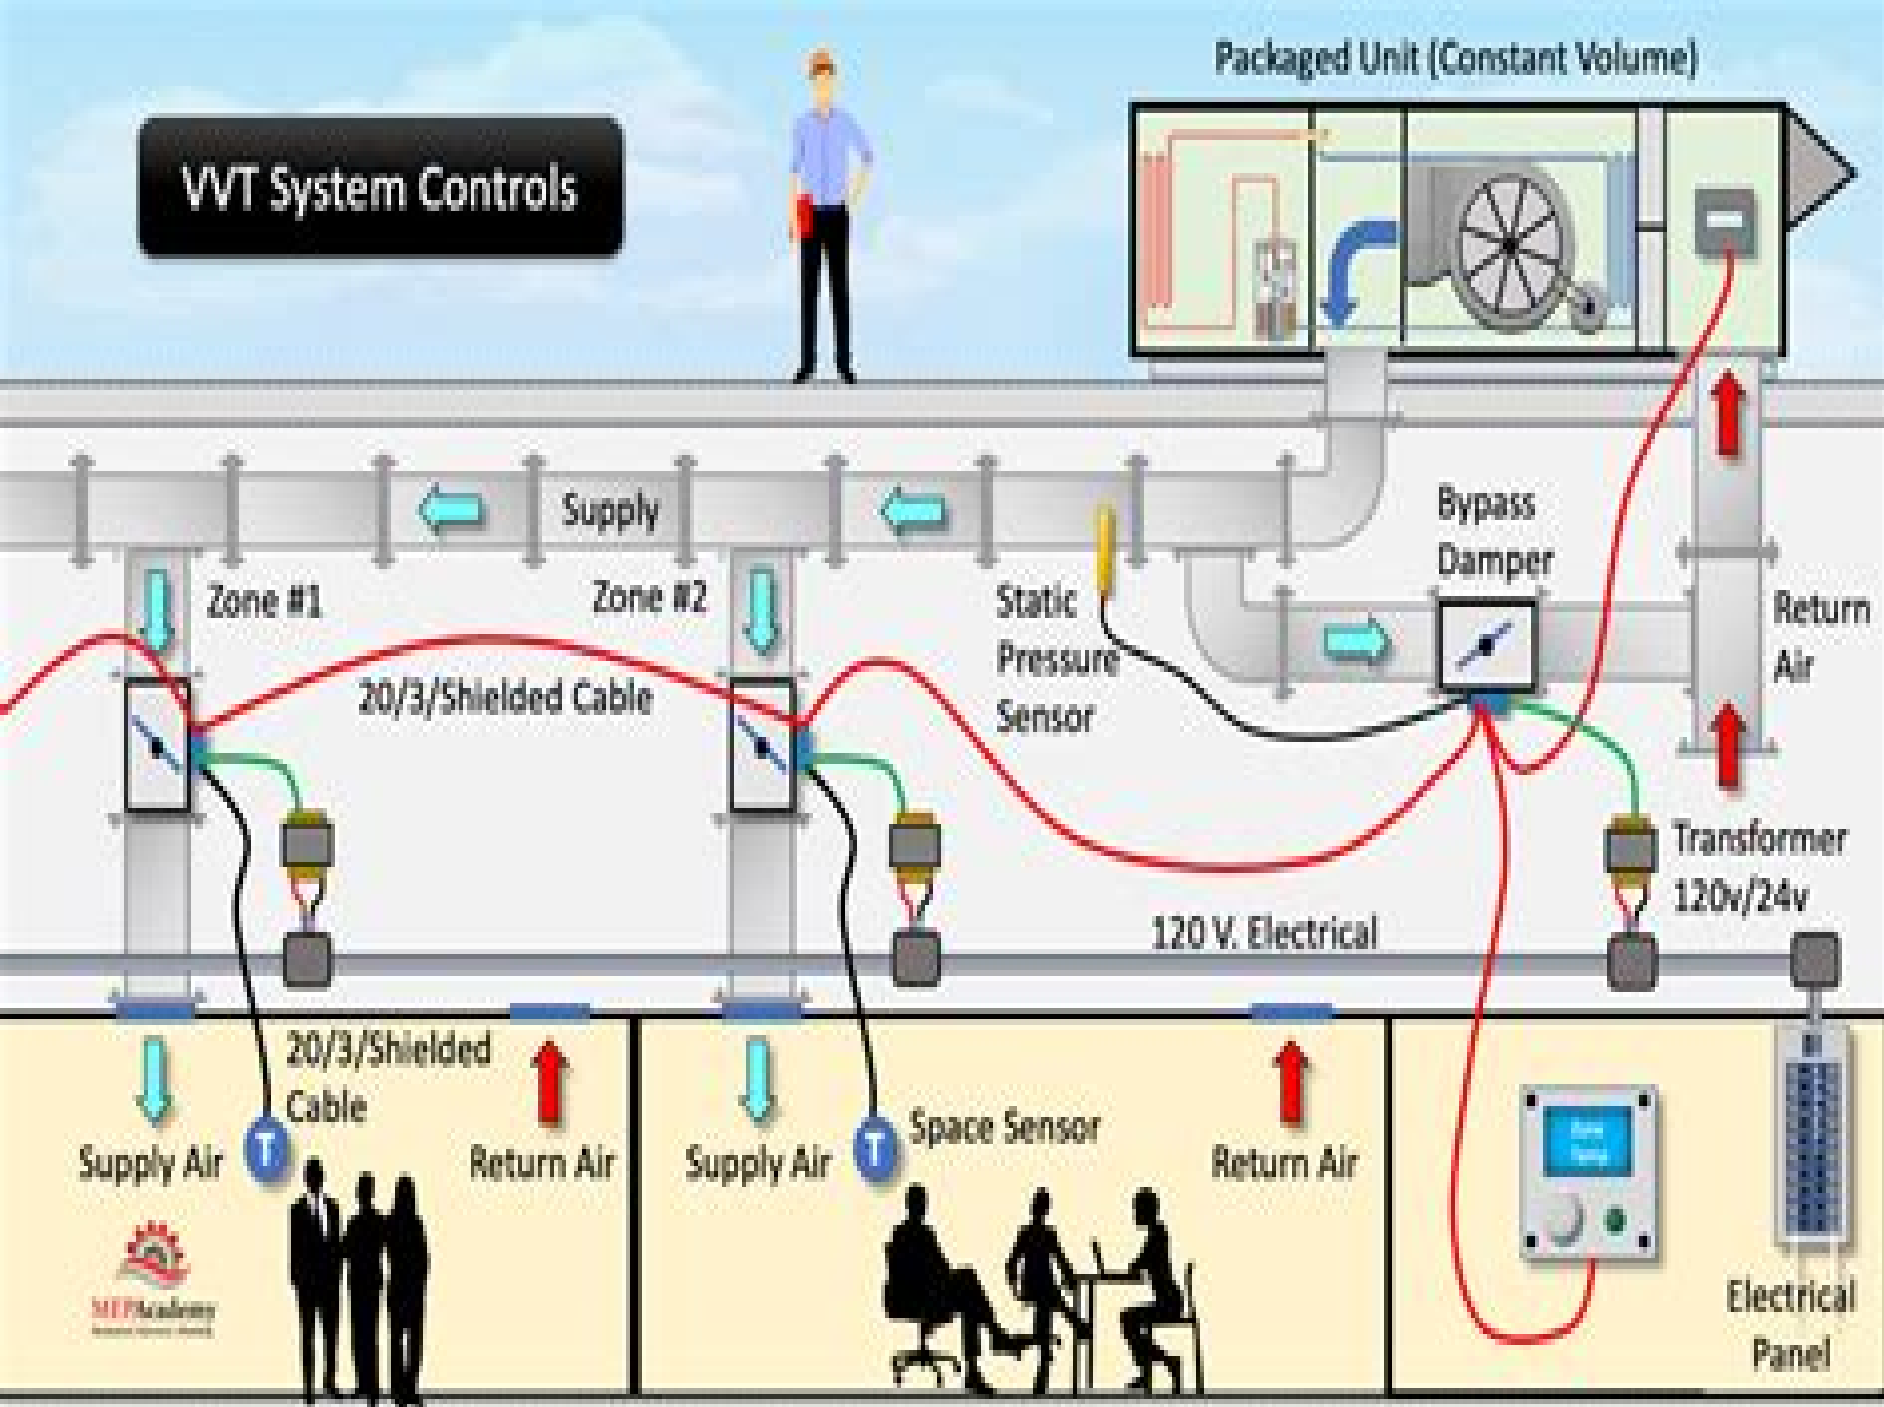 Packaged Unit (Constant Volume)
VVT System Controls
Supply
Bypass
Damper
Zone #1
Zone #2
Static
Pressure
Sensor
Return
Air
20/3/Shielded Cable
Transformer
120v/24v
120 V. Electrical
20/3/Shielded
Cable
T
T
Space Sensor
Supply Air
Return Air
Supply Air
Return Air
MEPAcademy
Electrical
Panel